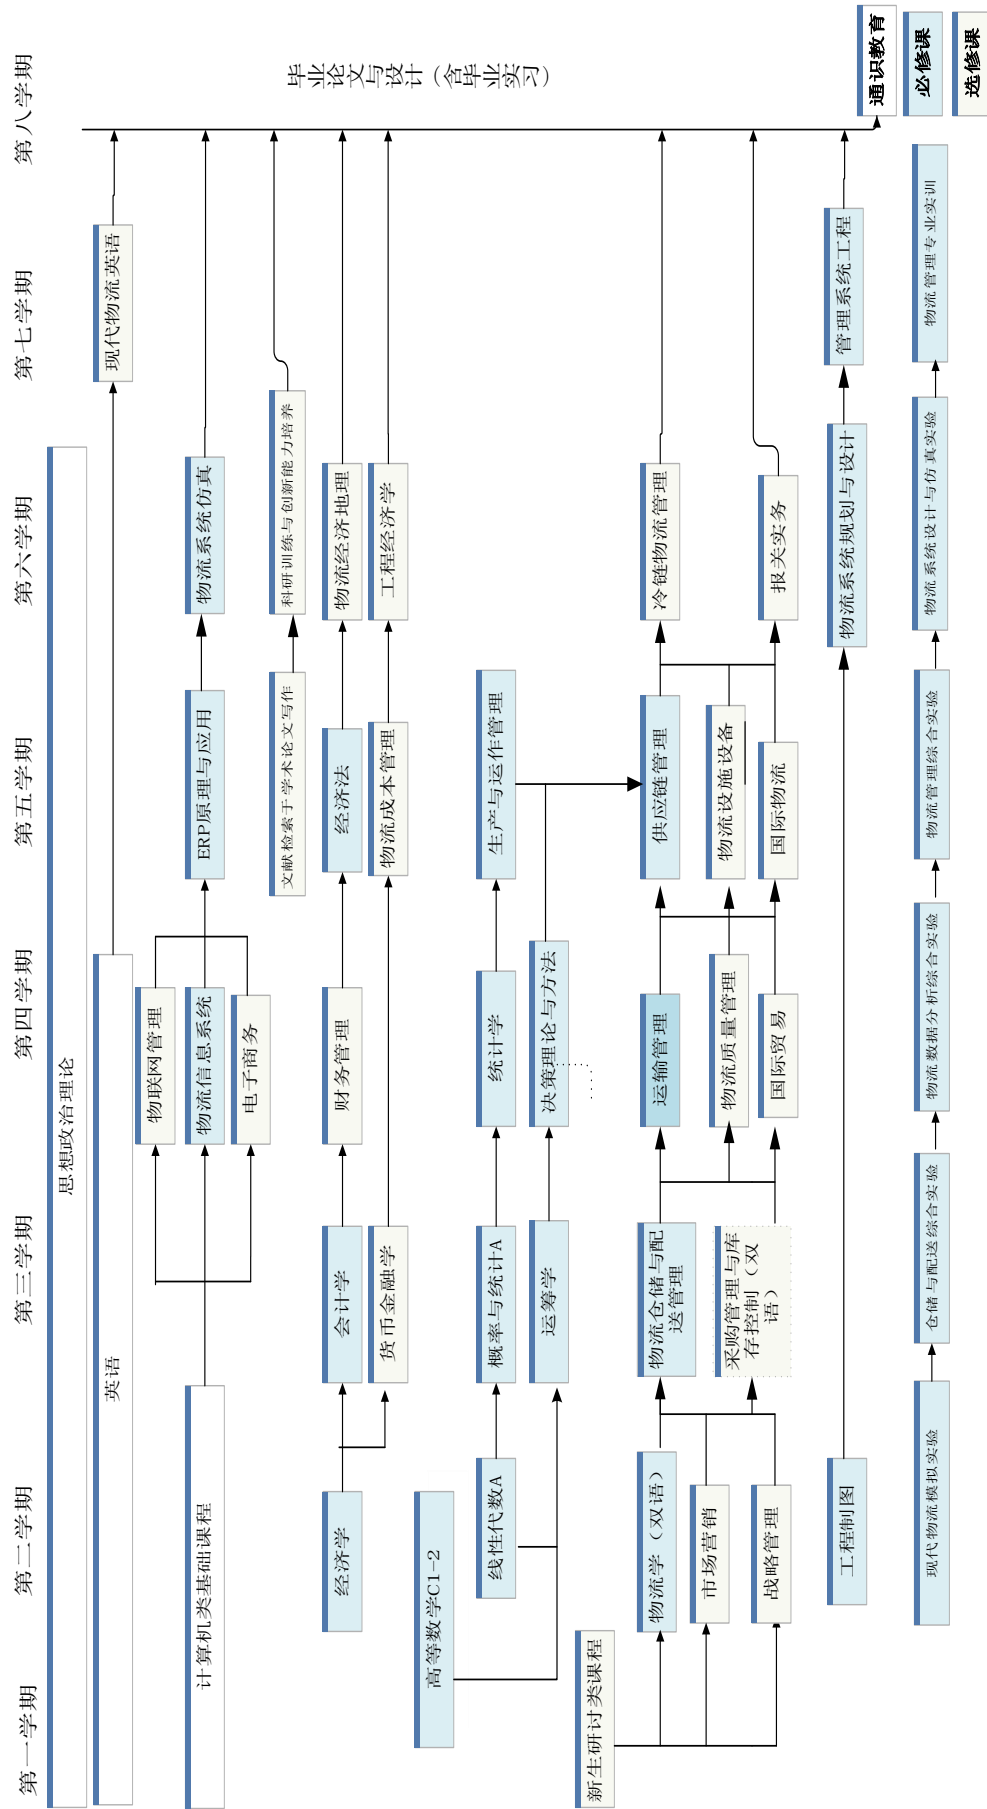 第一学期
第二学期
第三学期
第四学期
第五学期
第六学期
第七学期
第八学期
思想政治理论
英语
现代物流英语
计算机类基础课程
物联网管理
物流信息系统
电子商务
ERP原理与应用
物流系统仿真
文献检索于学术论文写作
科研训练与创新能力培养
经济学
会计学
财务管理
经济法
物流经济地理
货币金融学
物流成本管理
工程经济学
高等数学C1-2
线性代数A
概率与统计A
统计学
生产与运作管理
运筹学
决策理论与方法
新生研讨类课程
物流学（双语）
市场营销
战略管理
物流仓储与配
送管理
采购管理与库
存控制（双
语）
运输管理
物流质量管理
国际贸易
供应链管理
物流设施设备
国际物流
冷链物流管理
报关实务
工程制图
物流系统规划与设计
管理系统工程
现代物流模拟实验
仓储与配送综合实验
物流数据分析综合实验
物流管理综合实验
物流系统设计与仿真实验
物流管理专业实训
毕业论文与设计（含毕业实习）
通识教育
必修课
选修课